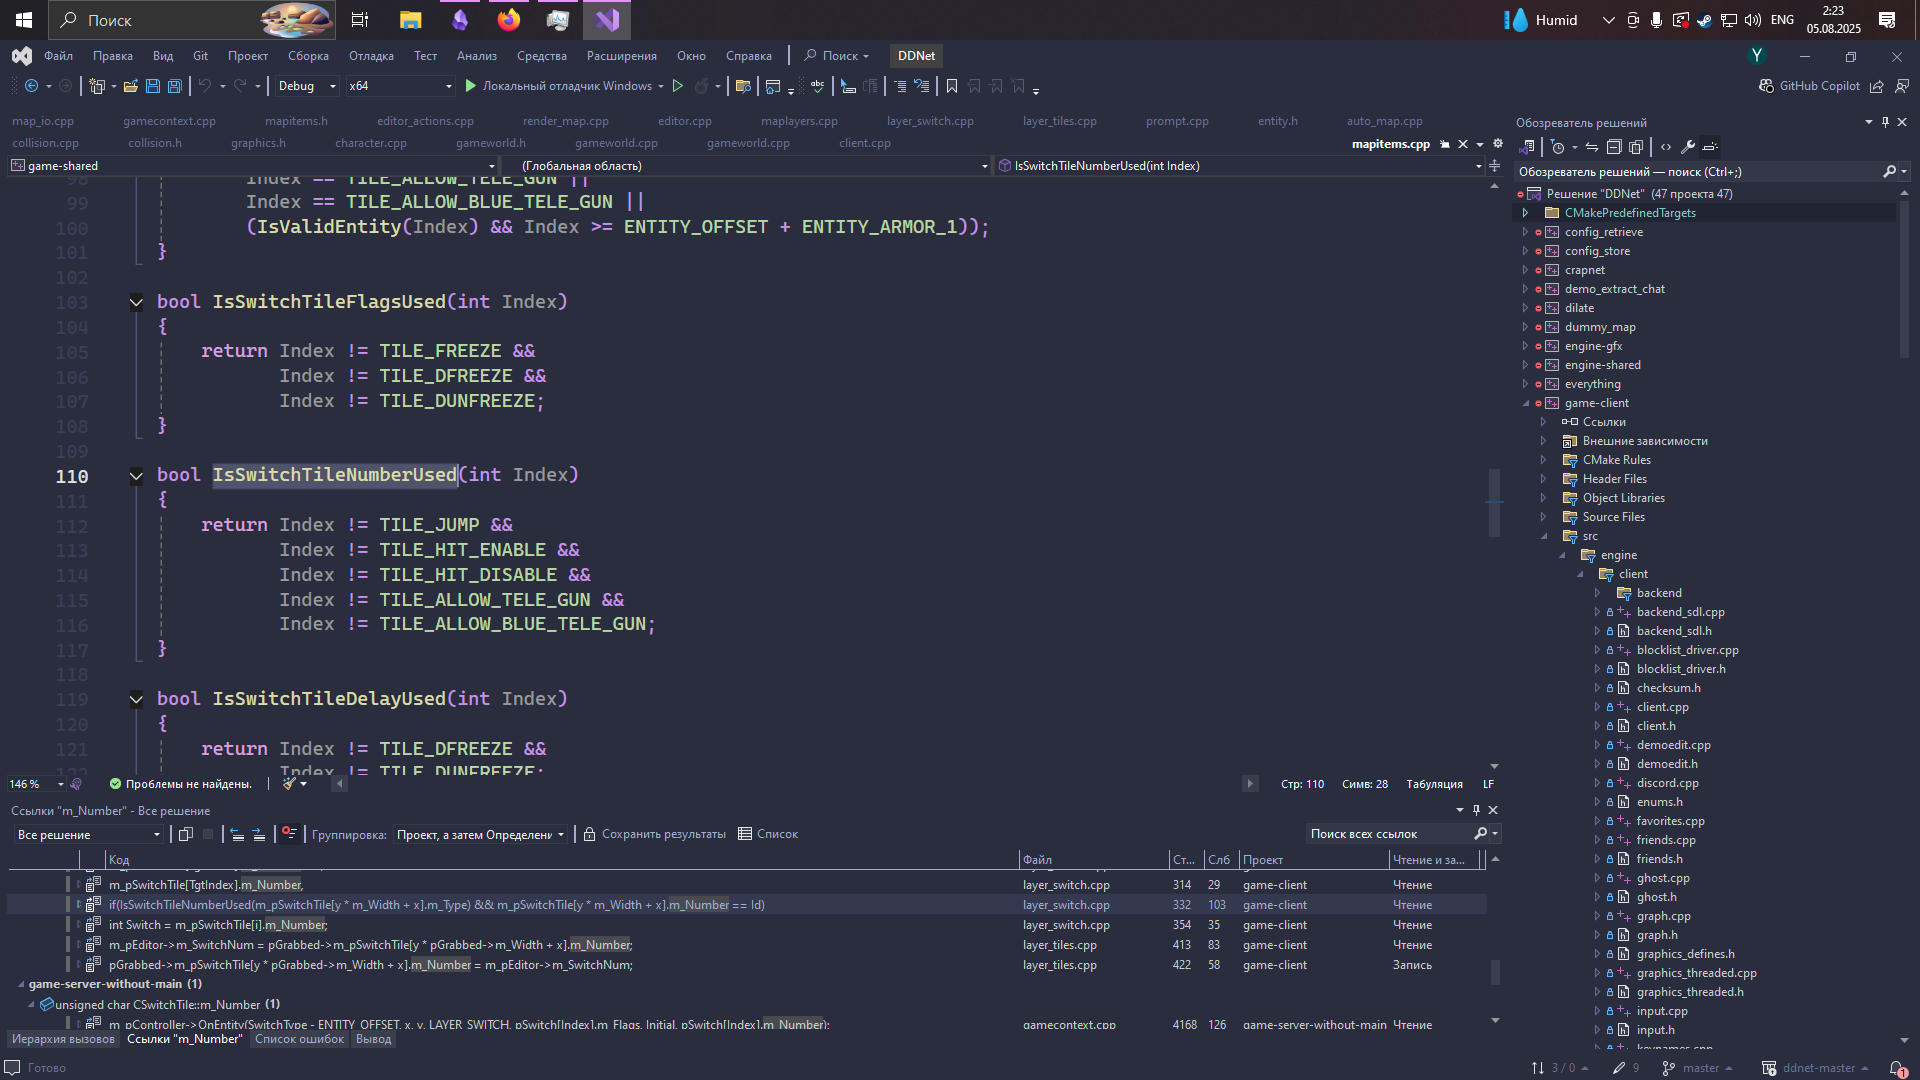 Поиск
Humid
ENG
2:23
05.08.2025
Файл Правка Вид Git Проект Сборка Отладка Тест Анализ Средства Расширения Окно Справка Поиск DDNet
Y
Debug x64 Локальный отладчик Windows GitHub Copilot
map_io.cpp gamecontext.cpp mapitems.h editor_actions.cpp render_map.cpp editor.cpp maplayers.cpp layer_switch.cpp layer_tiles.cpp prompt.cpp entity.h auto_map.cpp
collision.cpp collision.h graphics.h character.cpp gameworld.h gameworld.cpp gameworld.cpp client.cpp mapitems.cpp
game-shared (Глобальная область) IsSwitchTileNumberUsed(int Index)
98 Index == TILE_ALLOW_TELE_GUN ||
99 Index == TILE_ALLOW_BLUE_TELE_GUN ||
100 (IsValidEntity(Index) && Index >= ENTITY_OFFSET + ENTITY_ARMOR_1));
101 }
102
103 bool IsSwitchTileFlagsUsed(int Index)
104 {
105 return Index != TILE_FREEZE &&
106 Index != TILE_DFREEZE &&
107 Index != TILE_DUNFREEZE;
108 }
109
110 bool IsSwitchTileNumberUsed(int Index)
111 {
112 return Index != TILE_JUMP &&
113 Index != TILE_HIT_ENABLE &&
114 Index != TILE_HIT_DISABLE &&
115 Index != TILE_ALLOW_TELE_GUN &&
116 Index != TILE_ALLOW_BLUE_TELE_GUN;
117 }
118
119 bool IsSwitchTileDelayUsed(int Index)
120 {
121 return Index != TILE_DFREEZE &&
122 Index != TILE_DUNFREEZE;
146 % Проблемы не найдены. Стр: 110 Симв: 28 Табуляция LF
Ссылки "m_Number" - Все решение
Все решение Группировка: Проект, а затем Определени Сохранить результаты Список Поиск всех ссылок
Код Файл Ст... Слб Проект Чтение и за...
m_pSwitchTile[TgtIndex].m_Number, layer_switch.cpp 314 29 game-client Чтение
if(IsSwitchTileNumberUsed(m_pSwitchTile[y * m_Width + x].m_Type) && m_pSwitchTile[y * m_Width + x].m_Number == Id) layer_switch.cpp 332 103 game-client Чтение
int Switch = m_pSwitchTile[i].m_Number; layer_switch.cpp 354 35 game-client Чтение
m_pEditor->m_SwitchNum = pGrabbed->m_pSwitchTile[y * pGrabbed->m_Width + x].m_Number; layer_tiles.cpp 413 83 game-client Чтение
pGrabbed->m_pSwitchTile[y * pGrabbed->m_Width + x].m_Number = m_pEditor->m_SwitchNum; layer_tiles.cpp 422 58 game-client Запись
game-server-without-main (1)
unsigned char CSwitchTile::m_Number (1)
m_pController->OnEntity(SwitchType - ENTITY_OFFSET, x, y, LAYER_SWITCH, pSwitch[Index].m_Flags, Initial, pSwitch[Index].m_Number); gamecontext.cpp 4168 126 game-server-without-main Чтение
Иерархия вызовов Ссылки "m_Number" Список ошибок Вывод
Обозреватель решений
Обозреватель решений — поиск (Ctrl+;)
Решение "DDNet" (47 проекта 47)
CMakePredefinedTargets
config_retrieve
config_store
crapnet
demo_extract_chat
dilate
dummy_map
engine-gfx
engine-shared
everything
game-client
Ссылки
Внешние зависимости
CMake Rules
Header Files
Object Libraries
Source Files
src
engine
client
backend
backend_sdl.cpp
backend_sdl.h
blocklist_driver.cpp
blocklist_driver.h
checksum.h
client.cpp
client.h
demoedit.cpp
demoedit.h
discord.cpp
enums.h
favorites.cpp
friends.cpp
friends.h
ghost.cpp
ghost.h
graph.cpp
graph.h
graphics_defines.h
graphics_threaded.cpp
graphics_threaded.h
input.cpp
input.h
keynames.cpp
Готово 3 / 0 9 master ddnet-master 1